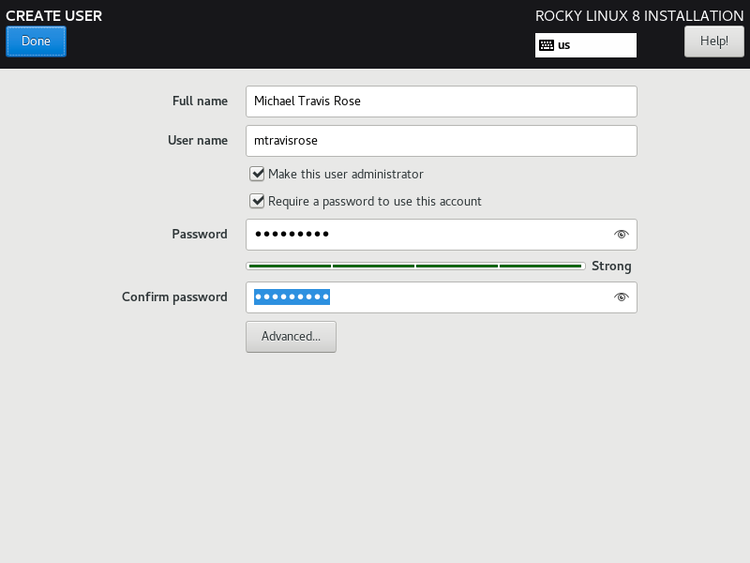 CREATE USER
ROCKY LINUX 8 INSTALLATION
Done
us
Help!
Full name
Michael Travis Rose
User name
mtravisrose
Make this user administrator
Require a password to use this account
Password
•••••••••
Strong
Confirm password
•••••••••
Advanced...